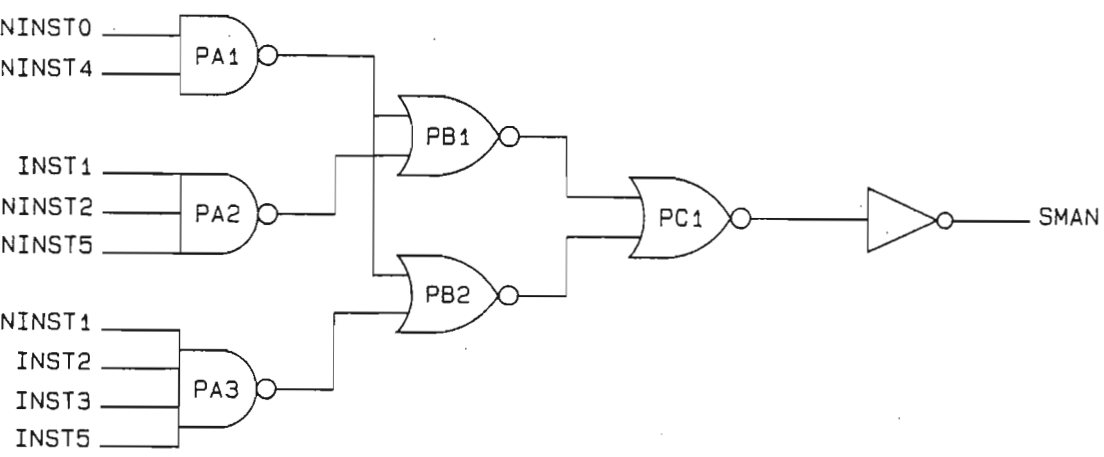 NINST0
NINST4
PA1
INST1
NINST2
NINST5
PA2
NINST1
INST2
INST3
INST5
PA3
PB1
PB2
PC1
SMAN